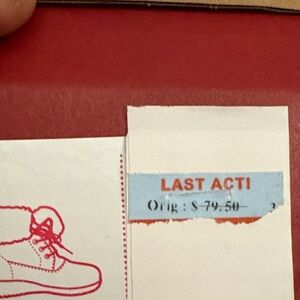 LAST ACTI
Orig : $ 79.50